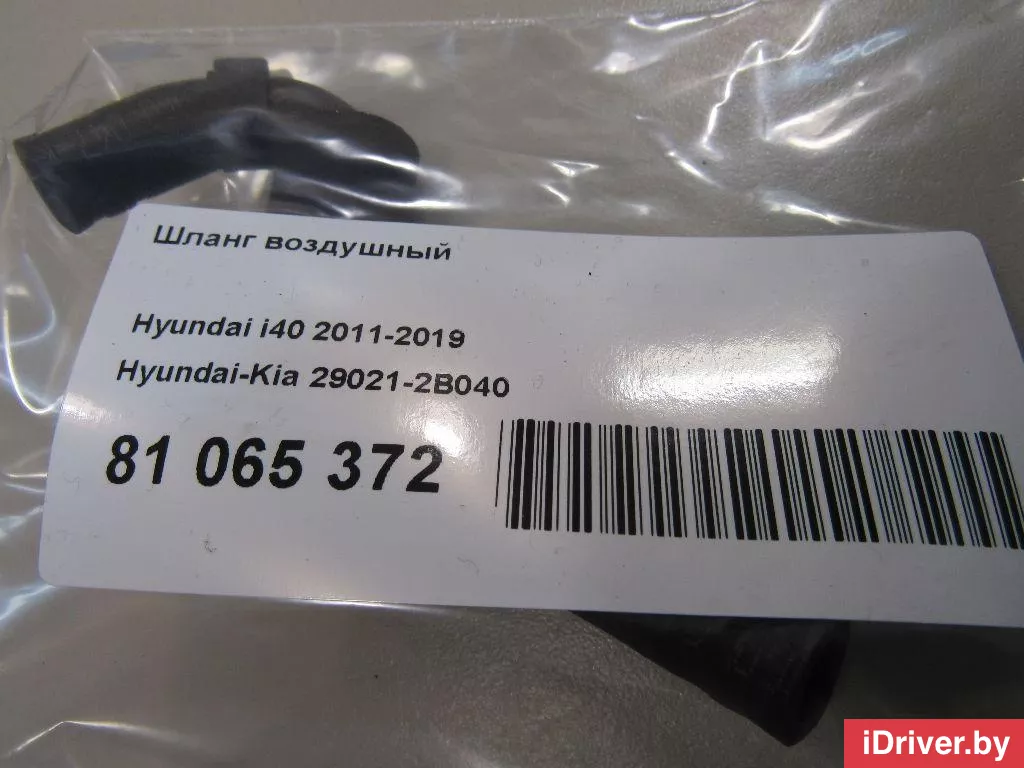 Шланг воздушный
Hyundai i40 2011-2019
Hyundai-Kia 29021-2B040
81 065 372
iDriver.by